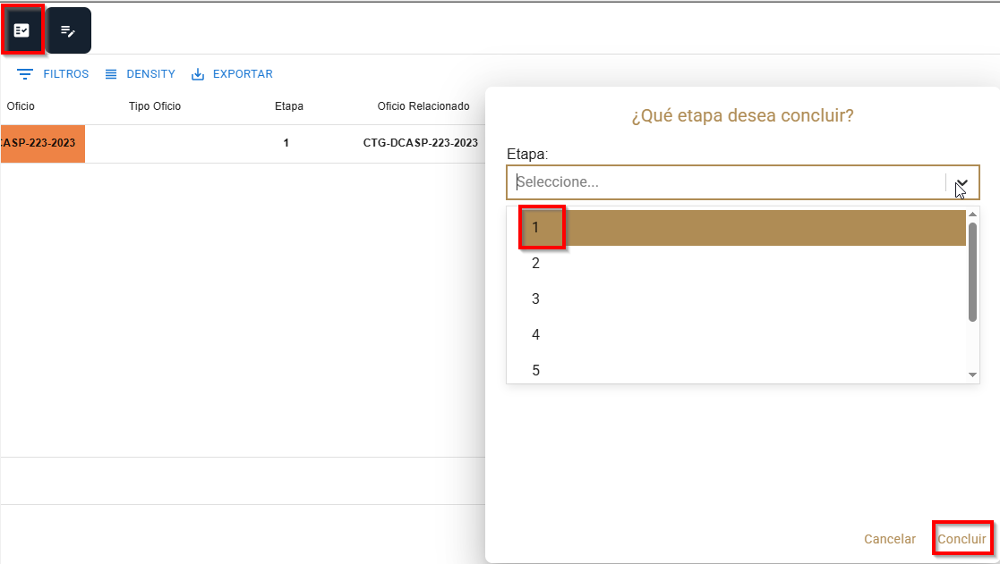 FILTROS DENSITY EXPORTAR
Oficio Tipo Oficio Etapa Oficio Relacionado
CASP-223-2023 1 CTG-DCASP-223-2023
¿Qué etapa desea concluir?
Etapa:
Seleccione...
1
2
3
4
5
Cancelar Concluir